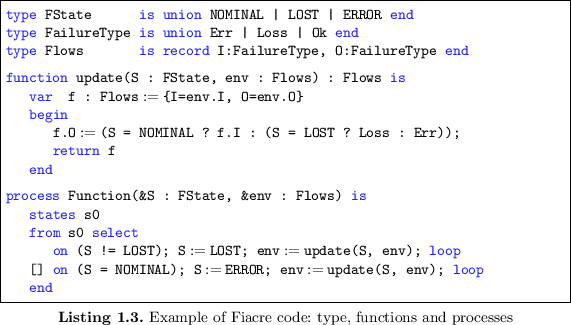 type FState      is union NOMINAL | LOST | ERROR end
type FailureType is union Err | Loss | Ok end
type Flows       is record I:FailureType, O:FailureType end
function update(S : FState, env : Flows) : Flows is
   var  f : Flows := {I=env.I, O=env.O}
   begin
      f.O := (S = NOMINAL ? f.I : (S = LOST ? Loss : Err));
      return f
   end
process Function(&S : FState, &env : Flows) is
   states s0
   from s0 select
      on (S != LOST); S := LOST; env := update(S, env); loop
   [] on (S = NOMINAL); S := ERROR; env := update(S, env); loop
   end
Listing 1.3. Example of Fiacre code: type, functions and processes